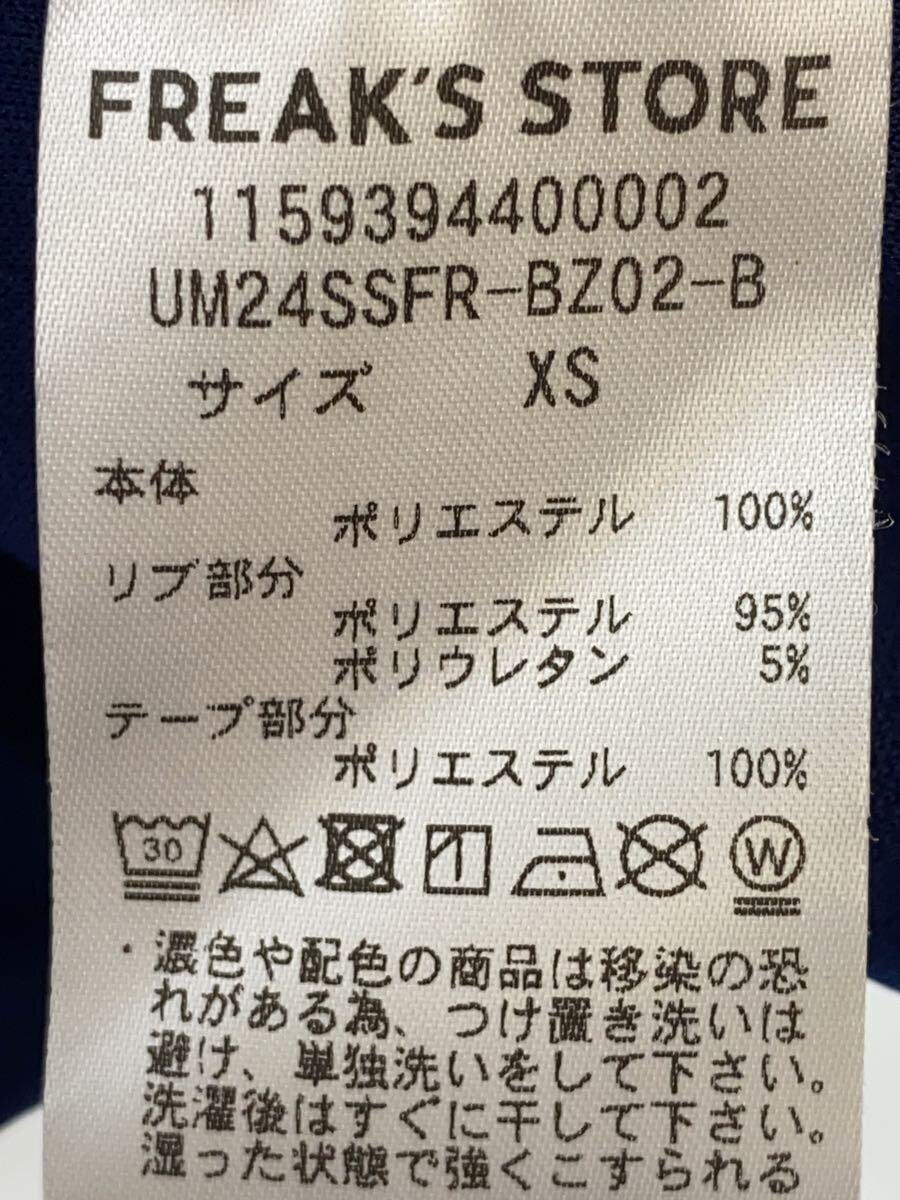 FREAK'S STORE
1159394400002
UM24SSFR-BZ02-B
サイズ XS
本体
ポリエステル 100%
リブ部分
ポリエステル 95%
ポリウレタン 5%
テープ部分
ポリエステル 100%
30 W
・濃色や配色の商品は移染の恐
れがある為、つけ置き洗いは
避け、単独洗いをして下さい。
洗濯後はすぐに干して下さい。
湿った状態で強くこすられる